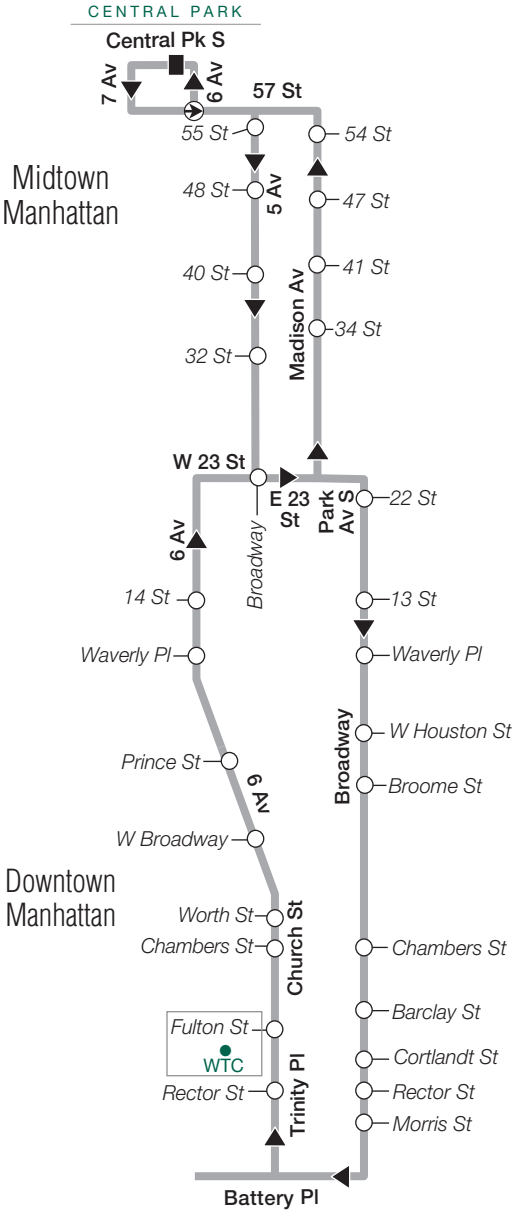 CENTRAL PARK
Central Pk S
7 Av
6 Av
57 St
55 St
54 St
Midtown
Manhattan
48 St
5 Av
47 St
40 St
41 St
Madison Av
34 St
32 St
W 23 St
E 23
St
Park
Av S
22 St
6 Av
Broadway
14 St
13 St
Waverly Pl
Waverly Pl
Broadway
W Houston St
Prince St
6 Av
Broome St
W Broadway
Downtown
Manhattan
Worth St
Church St
Chambers St
Chambers St
Barclay St
Fulton St
WTC
Trinity Pl
Cortlandt St
Rector St
Rector St
Morris St
Battery Pl